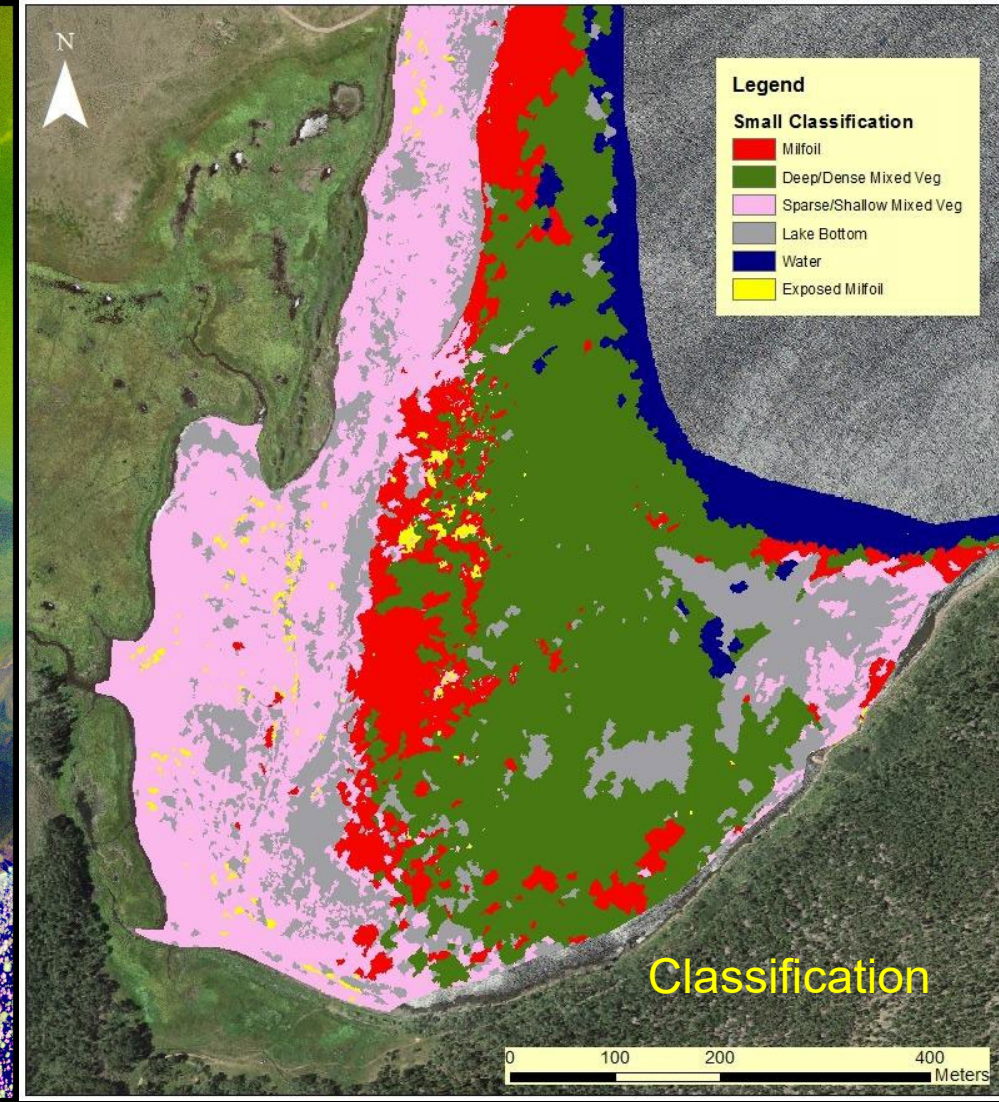 N
Legend
Small Classification
Milfoil
Deep/Dense Mixed Veg
Sparse/Shallow Mixed Veg
Lake Bottom
Water
Exposed Milfoil
Classification
0 100 200 400
Meters